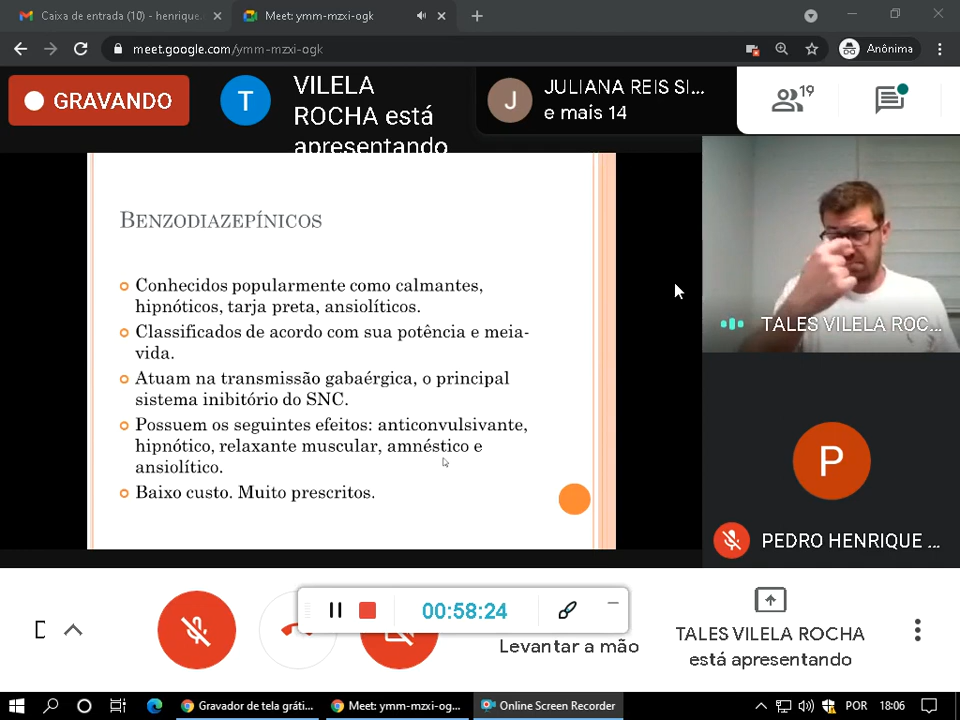 Caixa de entrada (10) - henrique.
Meet: ymm-mzxi-ogk
meet.google.com/ymm-mzxi-ogk
Anônima
GRAVANDO
T
VILELA
ROCHA está
apresentando
J
JULIANA REIS SI...
e mais 14
19
BENZODIAZEPÍNICOS
Conhecidos popularmente como calmantes,
hipnóticos, tarja preta, ansiolíticos.
Classificados de acordo com sua potência e meia-
vida.
Atuam na transmissão gabaérgica, o principal
sistema inibitório do SNC.
Possuem os seguintes efeitos: anticonvulsivante,
hipnótico, relaxante muscular, amnéstico e
ansiolítico.
Baixo custo. Muito prescritos.
TALES VILELA ROC...
P
PEDRO HENRIQUE ...
00:58:24
Levantar a mão
TALES VILELA ROCHA
está apresentando
Gravador de tela gráti...
Meet: ymm-mzxi-og...
Online Screen Recorder
POR
18:06